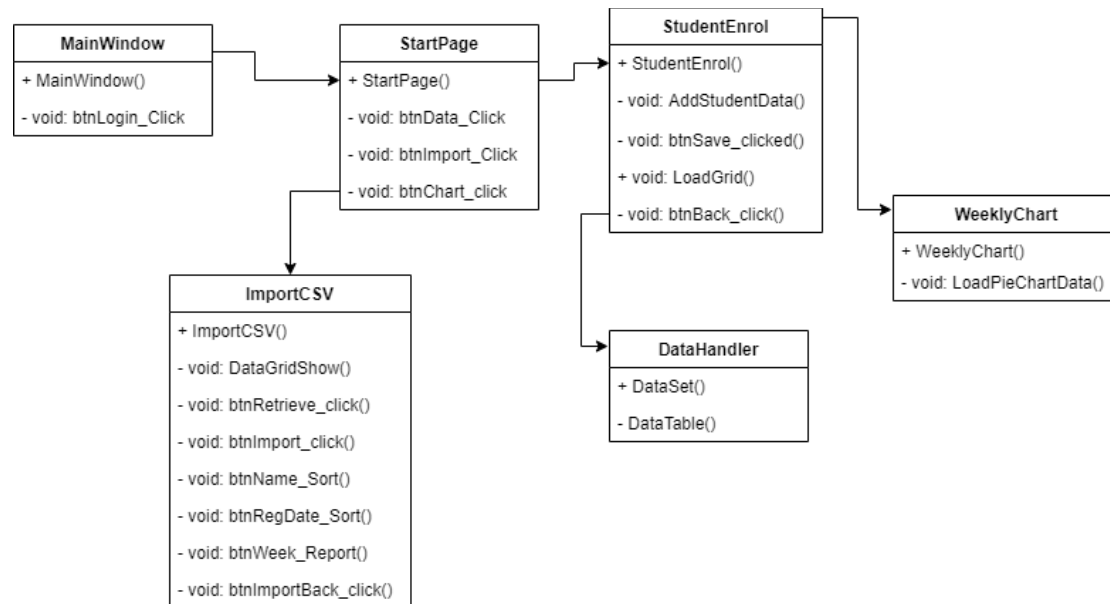 MainWindow
+ MainWindow()
- void: btnLogin_Click
StartPage
+ StartPage()
- void: btnData_Click
- void: btnImport_Click
- void: btnChart_click
StudentEnrol
+ StudentEnrol()
- void: AddStudentData()
- void: btnSave_clicked()
+ void: LoadGrid()
- void: btnBack_click()
WeeklyChart
+ WeeklyChart()
- void: LoadPieChartData()
ImportCSV
+ ImportCSV()
- void: DataGridShow()
- void: btnRetrieve_click()
- void: btnImport_click()
- void: btnName_Sort()
- void: btnRegDate_Sort()
- void: btnWeek_Report()
- void: btnImportBack_click()
DataHandler
+ DataSet()
- DataTable()